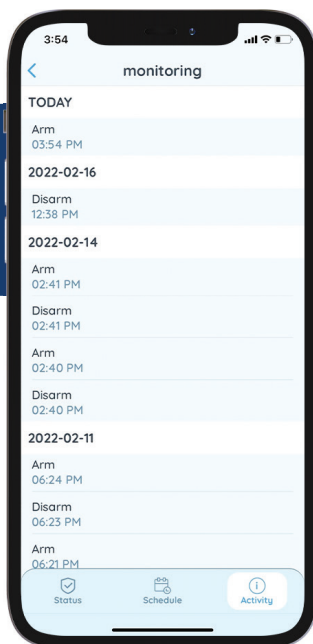 3:54
monitoring
TODAY
Arm
03:54 PM
2022-02-16
Disarm
12:38 PM
2022-02-14
Arm
02:41 PM
Disarm
02:41 PM
Arm
02:40 PM
Disarm
02:40 PM
2022-02-11
Arm
06:24 PM
Disarm
06:23 PM
Arm
06:21 PM
Status
Schedule
Activity